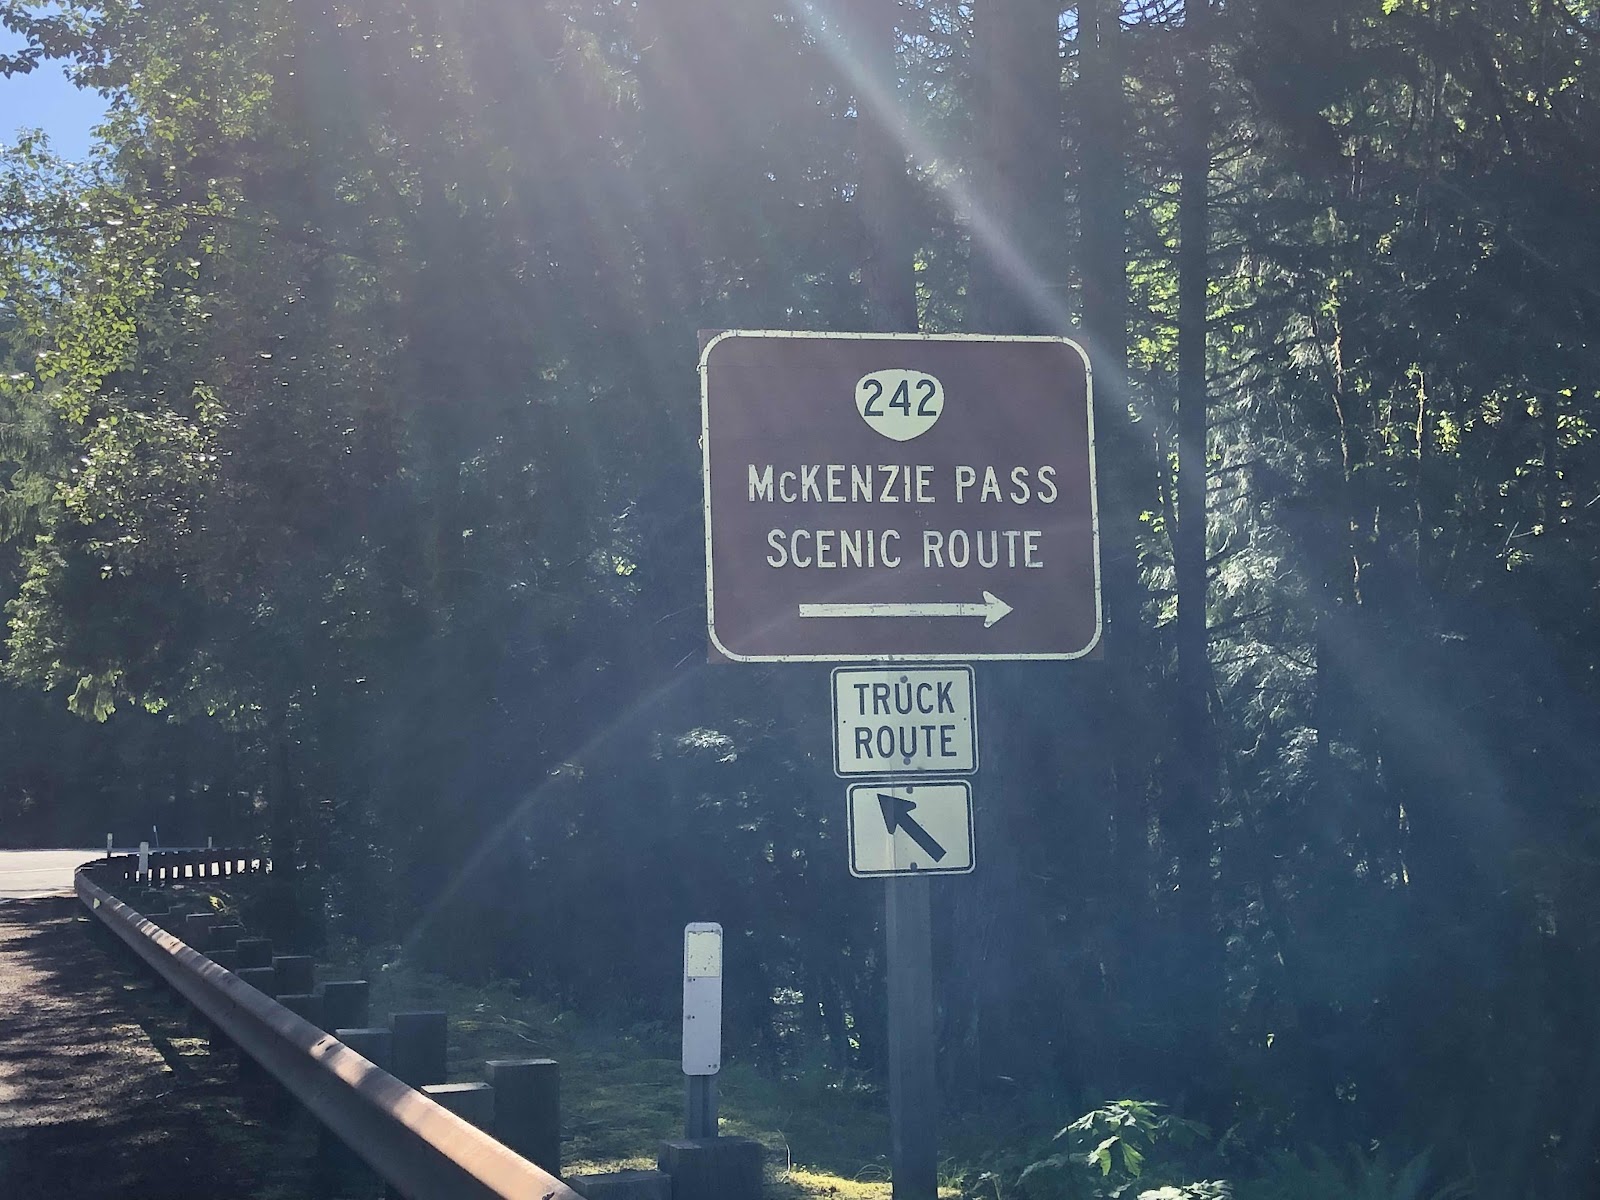 242
McKENZIE PASS
SCENIC ROUTE
TRUCK
ROUTE